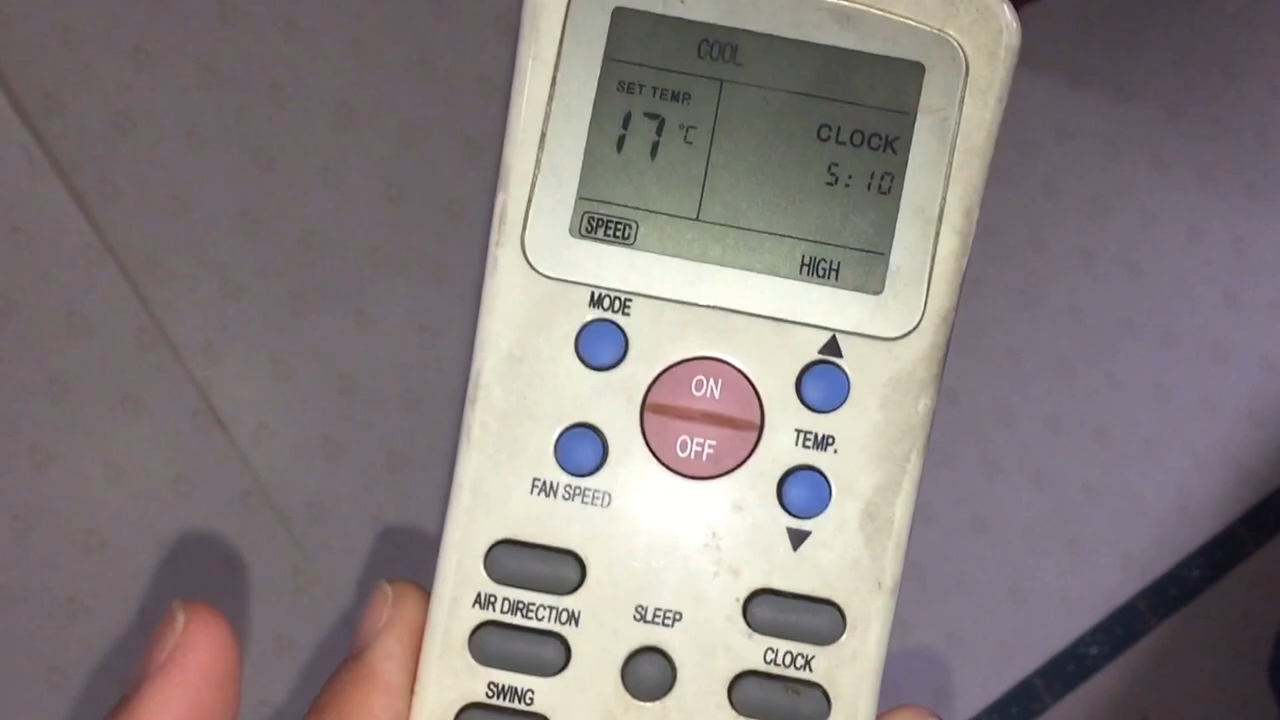 COOL
SET TEMP.
17 °C
CLOCK
5:10
SPEED
HIGH
MODE
ON
OFF
TEMP.
FAN SPEED
AIR DIRECTION
SLEEP
CLOCK
SWING